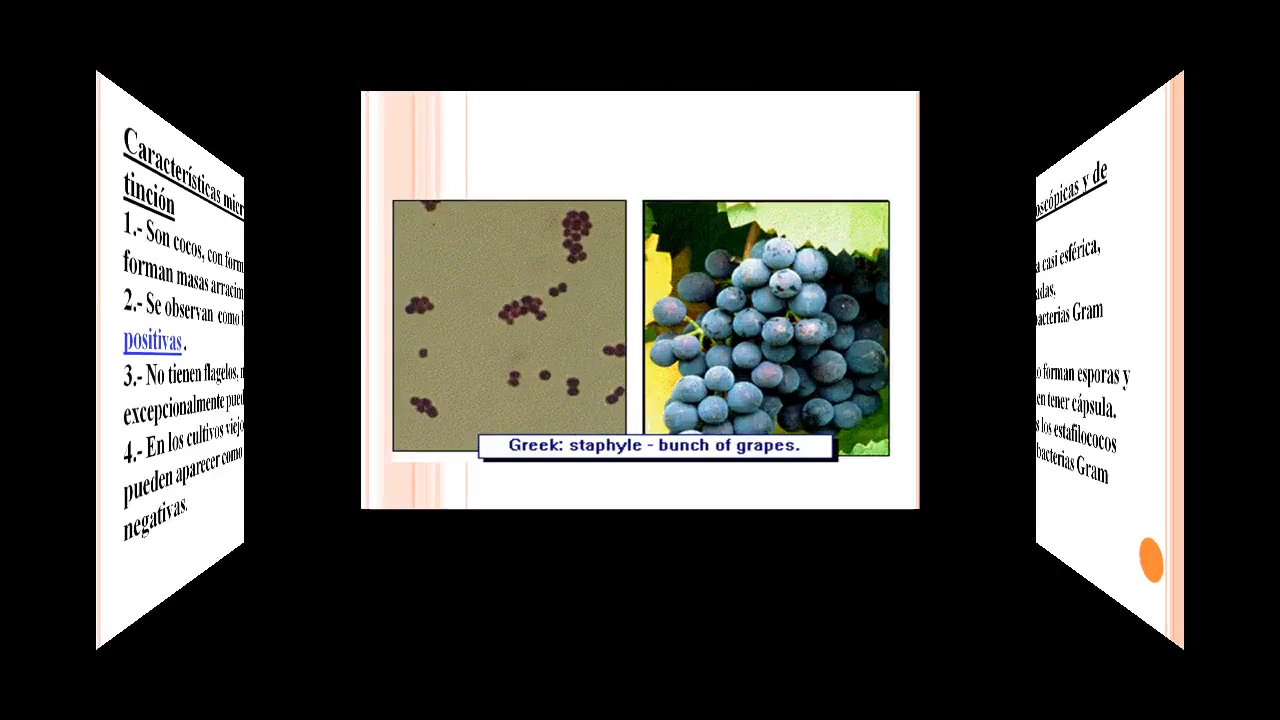 Características micr
tinción
1.- Son cocos, con form
forman masas arracim
2.- Se observan como b
positivas.
3.- No tienen flagelos, n
excepcionalmente pued
4.- En los cultivos viejo
pueden aparecer como
negativas.
Greek: staphyle - bunch of grapes.
oscópicas y de
a casi esférica,
adas,
acterias Gram
o forman esporas y
en tener cápsula.
s los estafilococos
bacterias Gram